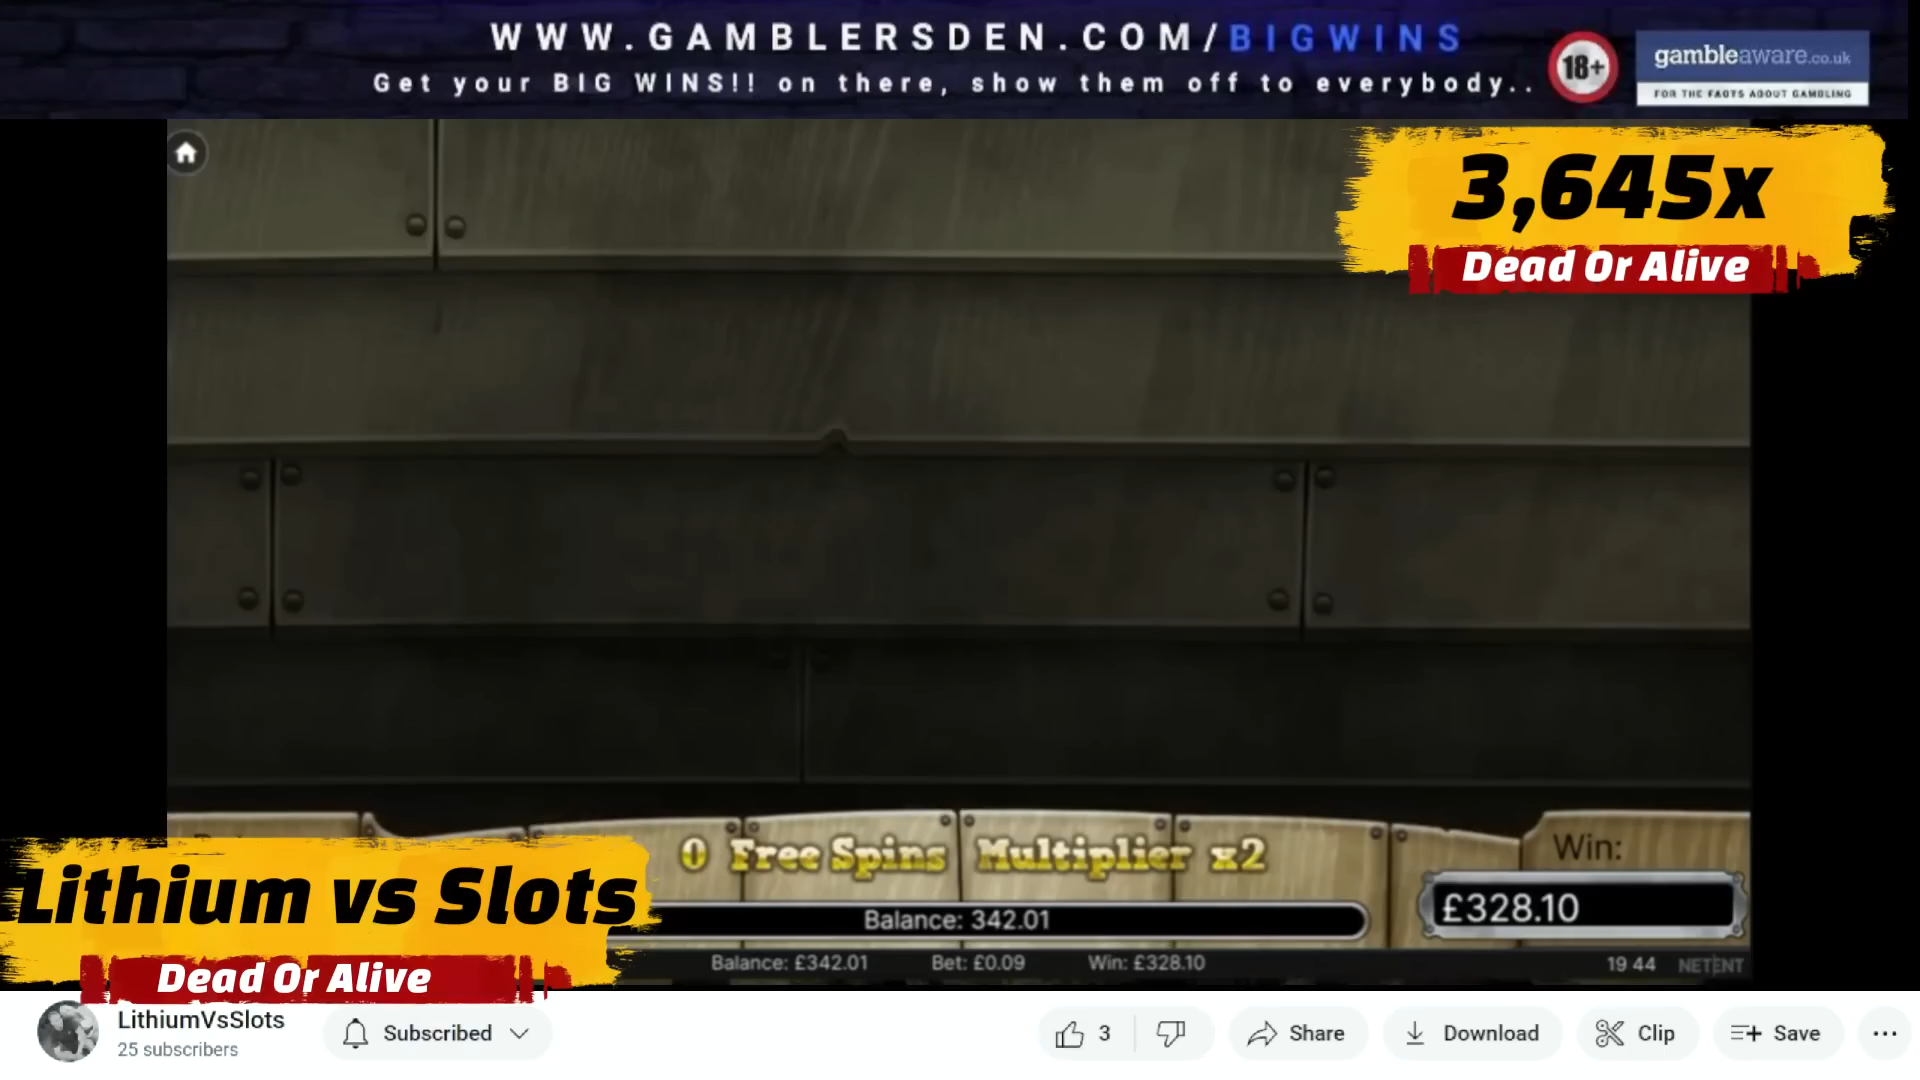 WWW.GAMBLERSDEN.COM/BIGWINS
Get your BIG WINS!! on there, show them off to everybody..
18+
gambleaware.co.uk
FOR THE FACTS ABOUT GAMBLING
3,645x
Dead Or Alive
0 Free Spins Multiplier x2
Win:
£328.10
Balance: 342.01
Lithium vs Slots
Dead Or Alive
Balance: £342.01 Bet: £0.09 Win: £328.10 19 44 NETENT
LithiumVsSlots
25 subscribers
Subscribed
3
Share
Download
Clip
Save